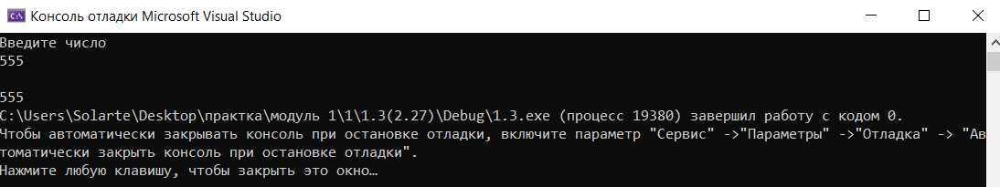 Консоль отладки Microsoft Visual Studio
Введите число
555
555
C:\Users\Solarte\Desktop\практка\модуль 1\1\1.3(2.27)\Debug\1.3.exe (процесс 19380) завершил работу с кодом 0.
Чтобы автоматически закрывать консоль при остановке отладки, включите параметр "Сервис" ->"Параметры" ->"Отладка" -> "Ав
томатически закрыть консоль при остановке отладки".
Нажмите любую клавишу, чтобы закрыть это окно…